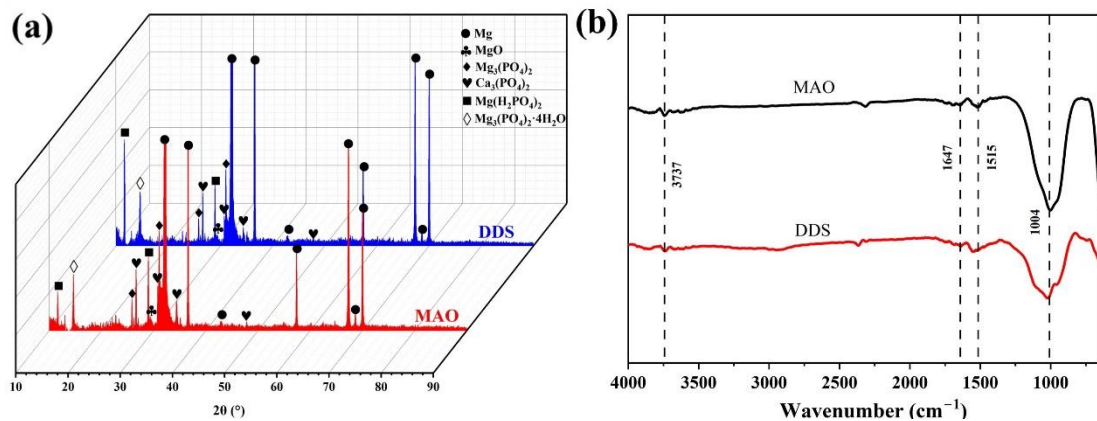 (a)
Mg
MgO
Mg₃(PO₄)₂
Ca₃(PO₄)₂
Mg(H₂PO₄)₂
Mg₃(PO₄)₂·4H₂O
DDS
MAO
10 20 30 40 50 60 70 80 90
2θ (°)
(b)
MAO
3737
1647
1515
1004
DDS
4000 3500 3000 2500 2000 1500 1000
Wavenumber (cm⁻¹)